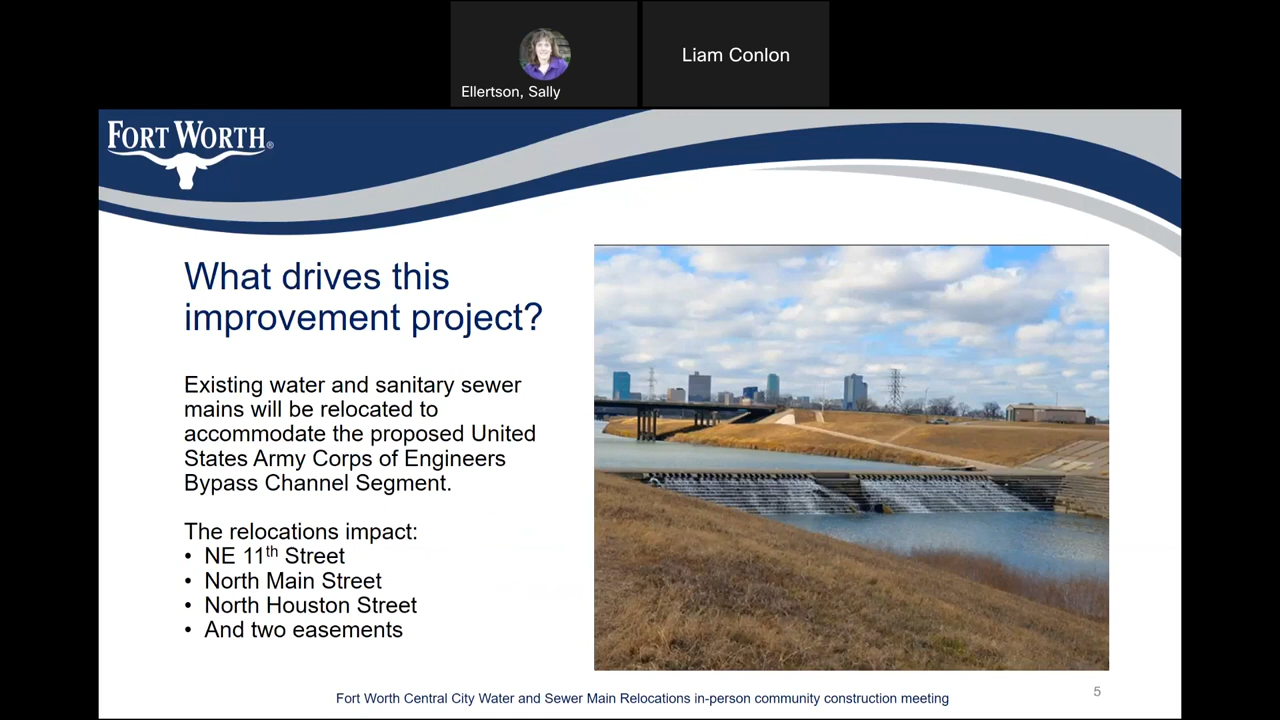 Ellertson, Sally
Liam Conlon
FORT WORTH®
What drives this
improvement project?
Existing water and sanitary sewer
mains will be relocated to
accommodate the proposed United
States Army Corps of Engineers
Bypass Channel Segment.
The relocations impact:
• NE 11th Street
• North Main Street
• North Houston Street
• And two easements
Fort Worth Central City Water and Sewer Main Relocations in-person community construction meeting
5